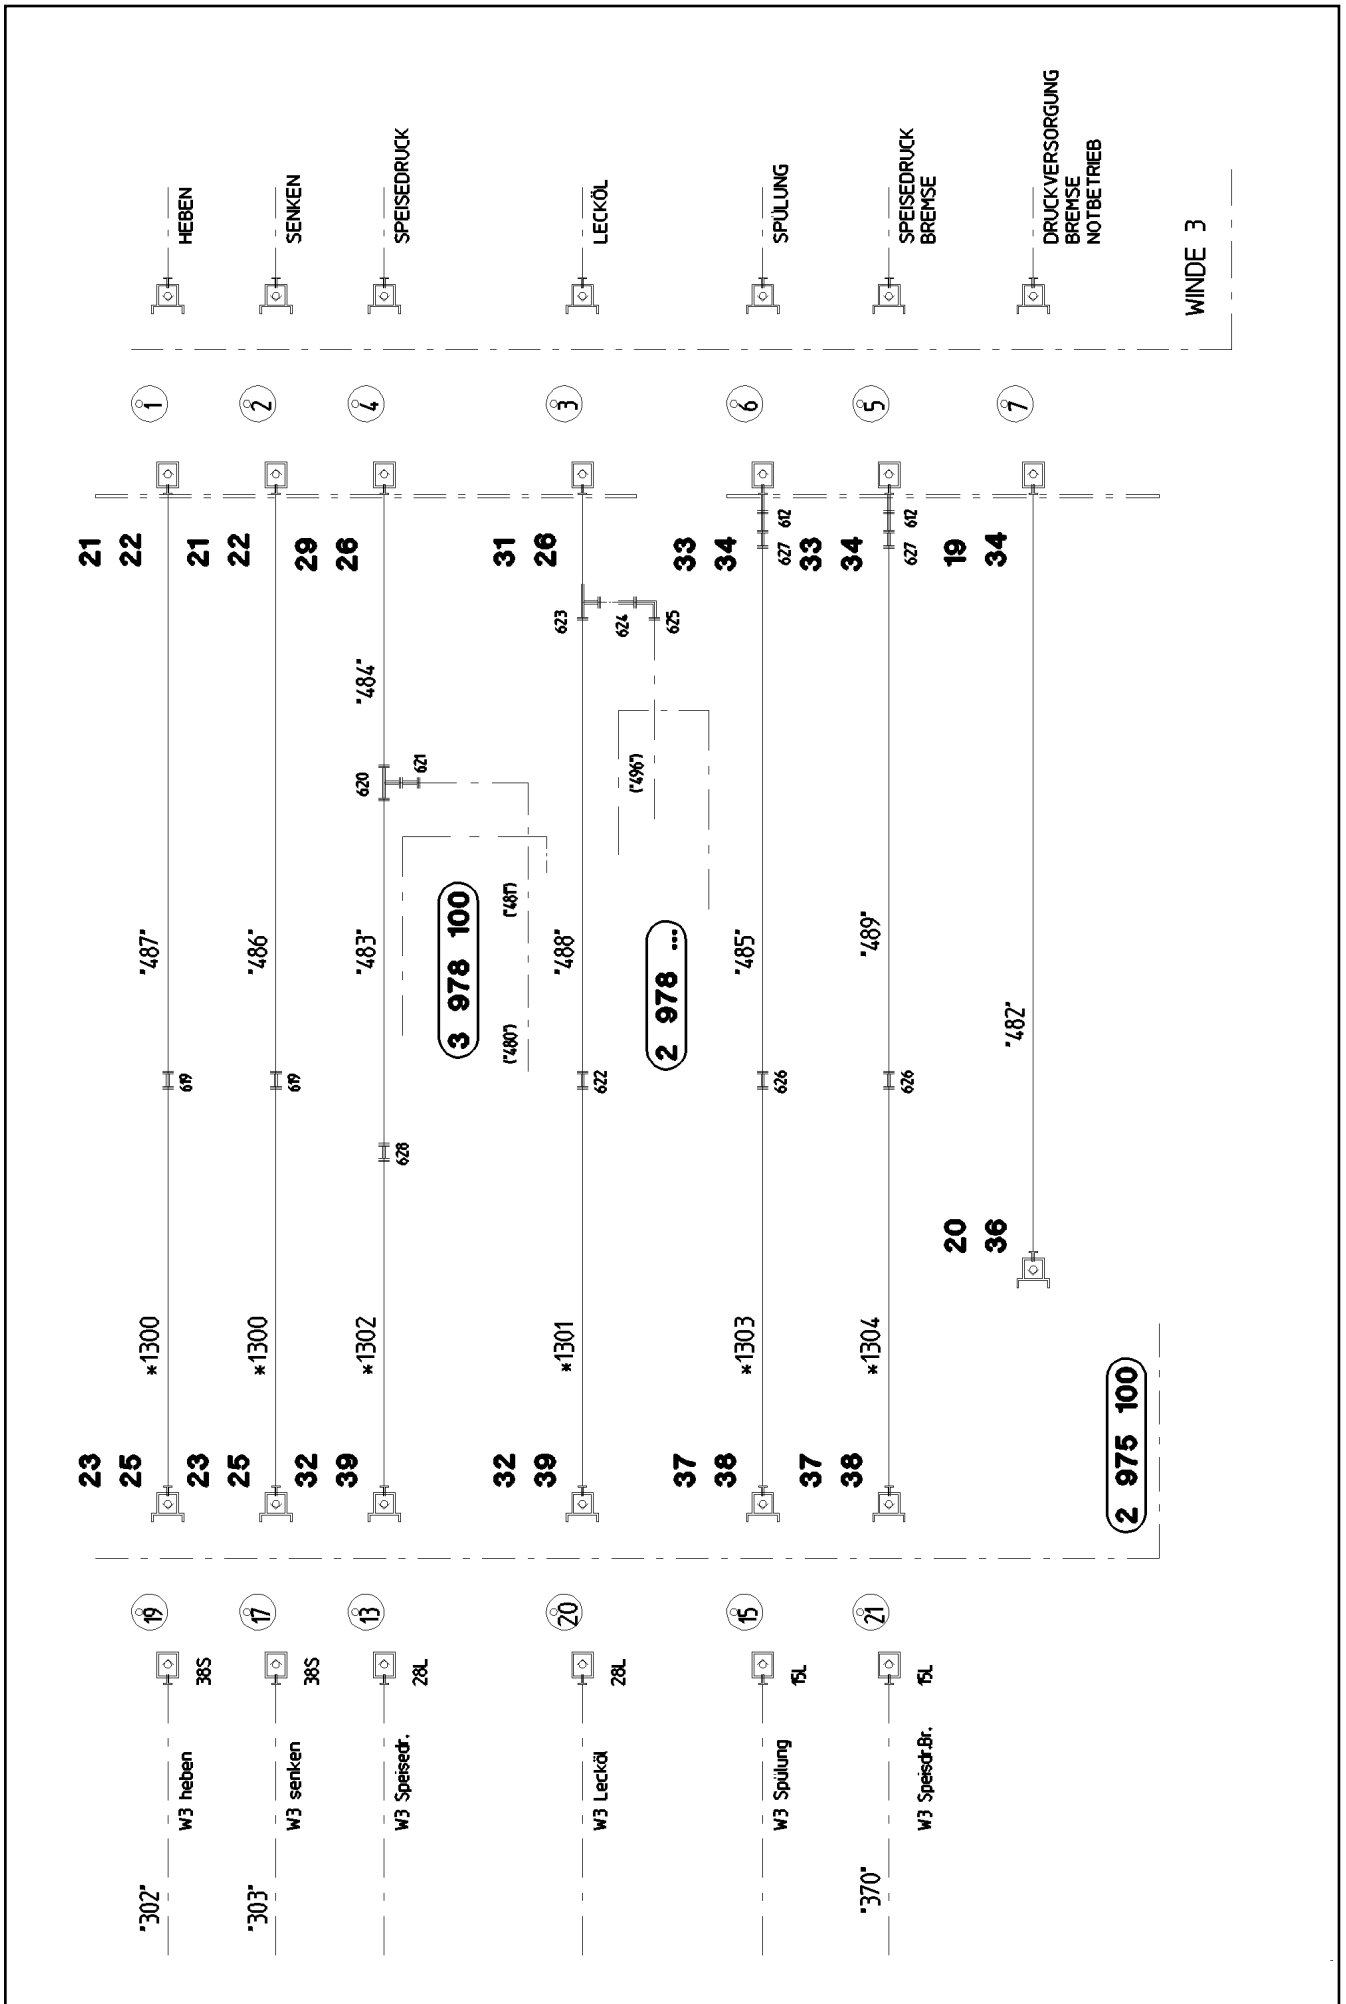 "302"
W3 heben
38S
19
23
25
*1300
619
"487"
21
22
1
HEBEN
"303"
W3 senken
38S
17
23
25
*1300
619
"486"
21
22
2
SENKEN
W3 Speisedr.
28L
13
32
39
*1302
628
"483"
620
621
"484"
29
26
4
SPEISEDRUCK
3 978 100
("480")
("481")
W3 Lecköl
28L
20
32
39
*1301
622
"488"
623
624
625
31
26
3
LECKÖL
("496")
2 978 ...
W3 Spülung
15L
15
37
38
*1303
626
"485"
627
612
33
34
6
SPÜLUNG
"370"
W3 Speisdr.Br.
15L
21
37
38
*1304
626
"489"
627
612
33
34
5
SPEISEDRUCK
BREMSE
20
36
"482"
19
34
7
DRUCKVERSORGUNG
BREMSE
NOTBETRIEB
2 975 100
WINDE 3